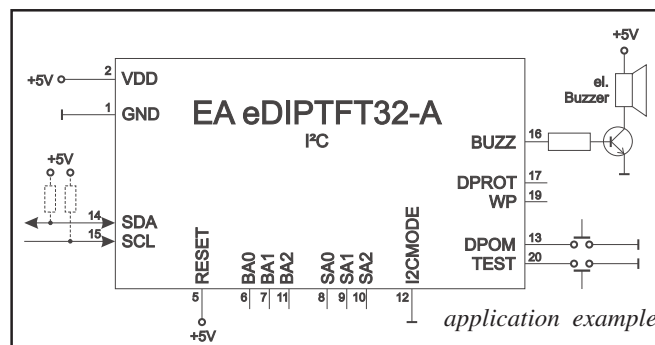 +5V
2
VDD
+5V
1
GND
EA eDIPTFT32-A
I²C
el.
Buzzer
BUZZ
16
DPROT
17
WP
19
+5V
14
SDA
15
SCL
DPOM
13
TEST
20
RESET
BA0
BA1
BA2
SA0
SA1
SA2
I2CMODE
5
6
7
11
8
9
10
12
+5V
application example